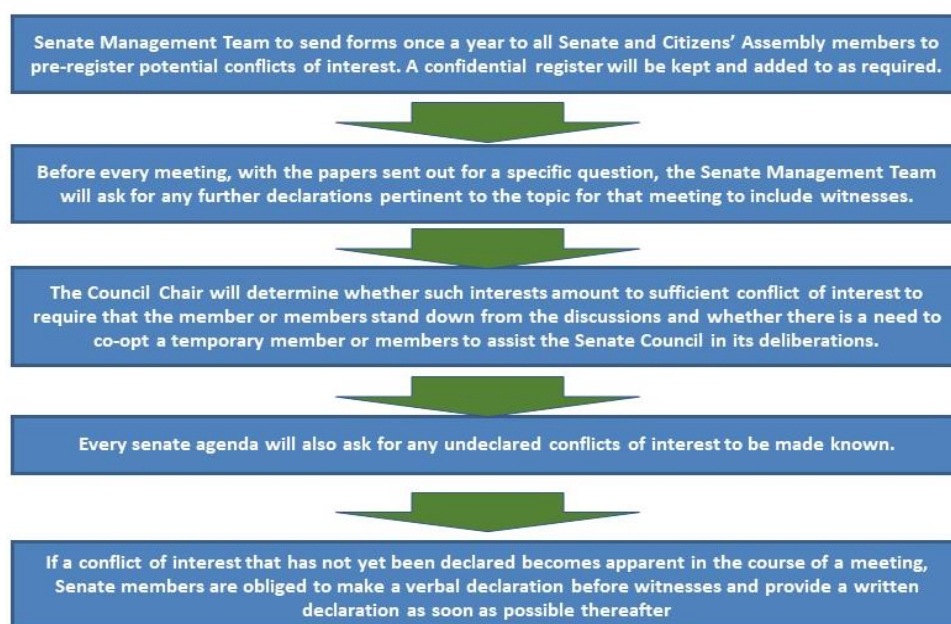 Senate Management Team to send forms once a year to all Senate and Citizens' Assembly members to
pre-register potential conflicts of interest. A confidential register will be kept and added to as required.
Before every meeting, with the papers sent out for a specific question, the Senate Management Team
will ask for any further declarations pertinent to the topic for that meeting to include witnesses.
The Council Chair will determine whether such interests amount to sufficient conflict of interest to
require that the member or members stand down from the discussions and whether there is a need to
co-opt a temporary member or members to assist the Senate Council in its deliberations.
Every senate agenda will also ask for any undeclared conflicts of interest to be made known.
If a conflict of interest that has not yet been declared becomes apparent in the course of a meeting,
Senate members are obliged to make a verbal declaration before witnesses and provide a written
declaration as soon as possible thereafter